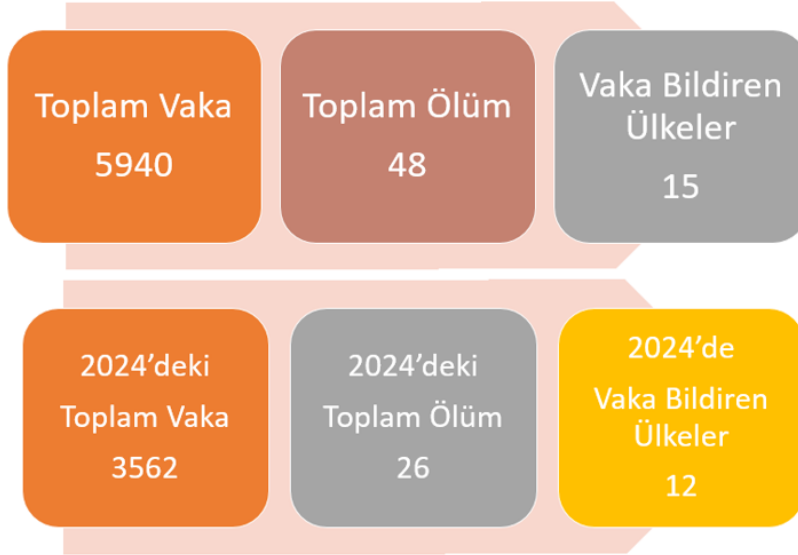 Toplam Vaka
5940
Toplam Ölüm
48
Vaka Bildiren
Ülkeler
15
2024’deki
Toplam Vaka
3562
2024’deki
Toplam Ölüm
26
2024’de
Vaka Bildiren
Ülkeler
12